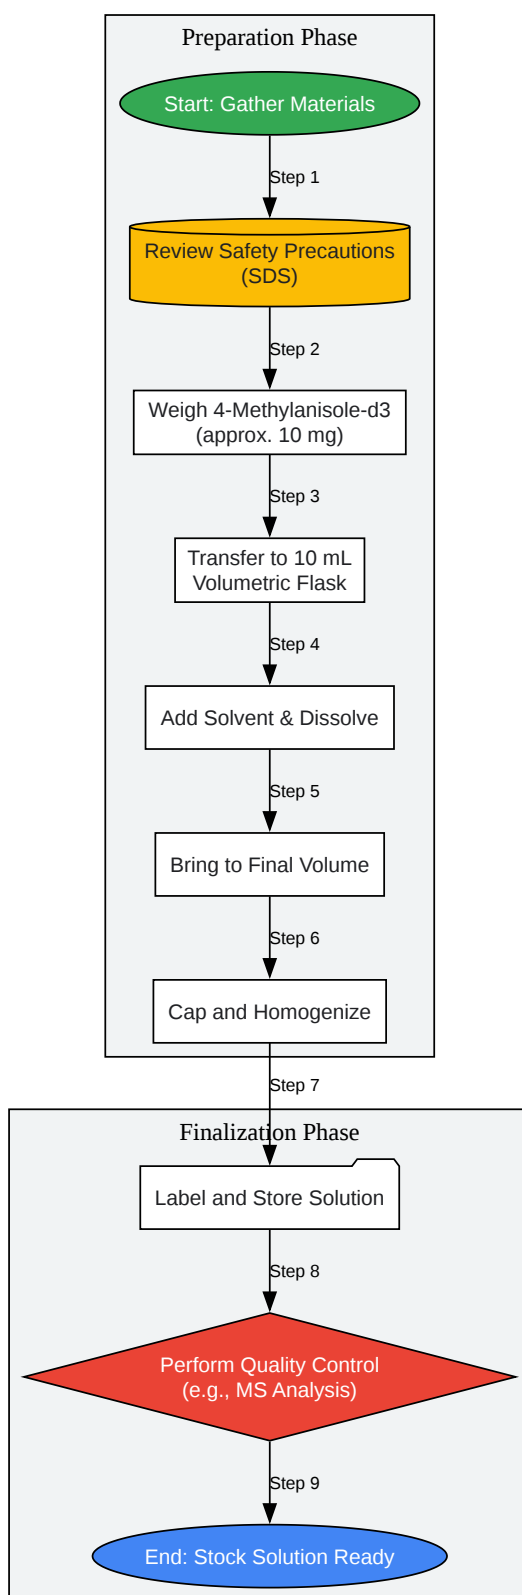 Preparation Phase
Start: Gather Materials
Step 1
Review Safety Precautions
(SDS)
Step 2
Weigh 4-Methylanisole-d3
(approx. 10 mg)
Step 3
Transfer to 10 mL
Volumetric Flask
Step 4
Add Solvent & Dissolve
Step 5
Bring to Final Volume
Step 6
Cap and Homogenize
Step 7
Finalization Phase
Label and Store Solution
Step 8
Perform Quality Control
(e.g., MS Analysis)
Step 9
End: Stock Solution Ready